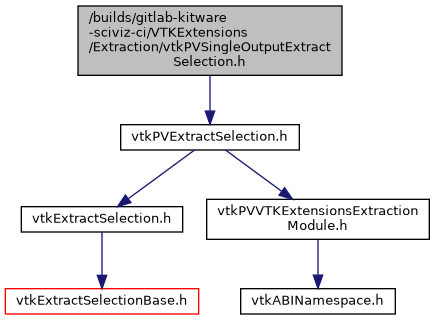 /builds/gitlab-kitware
-sciviz-ci/VTKExtensions
/Extraction/vtkPVSingleOutputExtract
Selection.h
vtkPVExtractSelection.h
vtkExtractSelection.h
vtkPVVTKExtensionsExtraction
Module.h
vtkExtractSelectionBase.h
vtkABINamespace.h